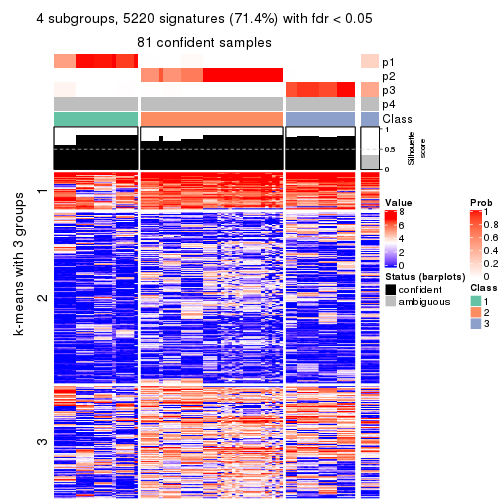 4 subgroups, 5220 signatures (71.4%) with fdr < 0.05
81 confident samples
p1
p2
p3
p4
Class
1
0.5
0
Silhouette
score
k-means with 3 groups
1
2
3
Value
8
6
4
2
0
Status (barplots)
confident
ambiguous
Prob
1
0.8
0.6
0.4
0.2
0
Class
1
2
3